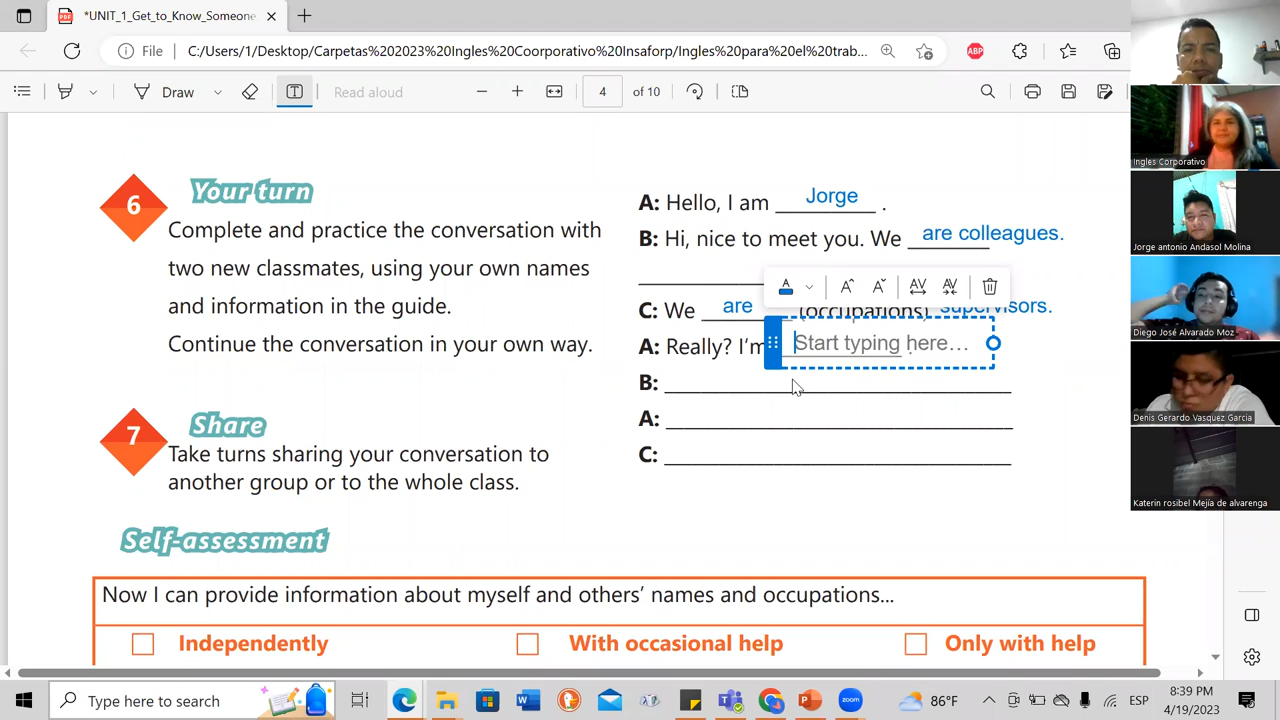 *UNIT_1_Get_to_Know_Someone
File
C:/Users/1/Desktop/Carpetas%202023%20Ingles%20Coorporativo%20Insaforp/Ingles%20para%20el%20trab...
ABP
Draw
Read aloud
4
of 10
6
Your turn
Complete and practice the conversation with
two new classmates, using your own names
and information in the guide.
Continue the conversation in your own way.
A: Hello, I am Jorge .
B: Hi, nice to meet you. We are colleagues.
C: We are (occupations) supervisors.
A: Really? I'm Start typing here... .
B:
A:
C:
7
Share
Take turns sharing your conversation to
another group or to the whole class.
Self-assessment
Now I can provide information about myself and others' names and occupations...
Independently
With occasional help
Only with help
Ingles Corporativo
Jorge antonio Andasol Molina
Diego José Alvarado Moz
Denis Gerardo Vasquez Garcia
Katerin rosibel Mejía de alvarenga
Type here to search
zoom
86°F
ESP
8:39 PM
4/19/2023